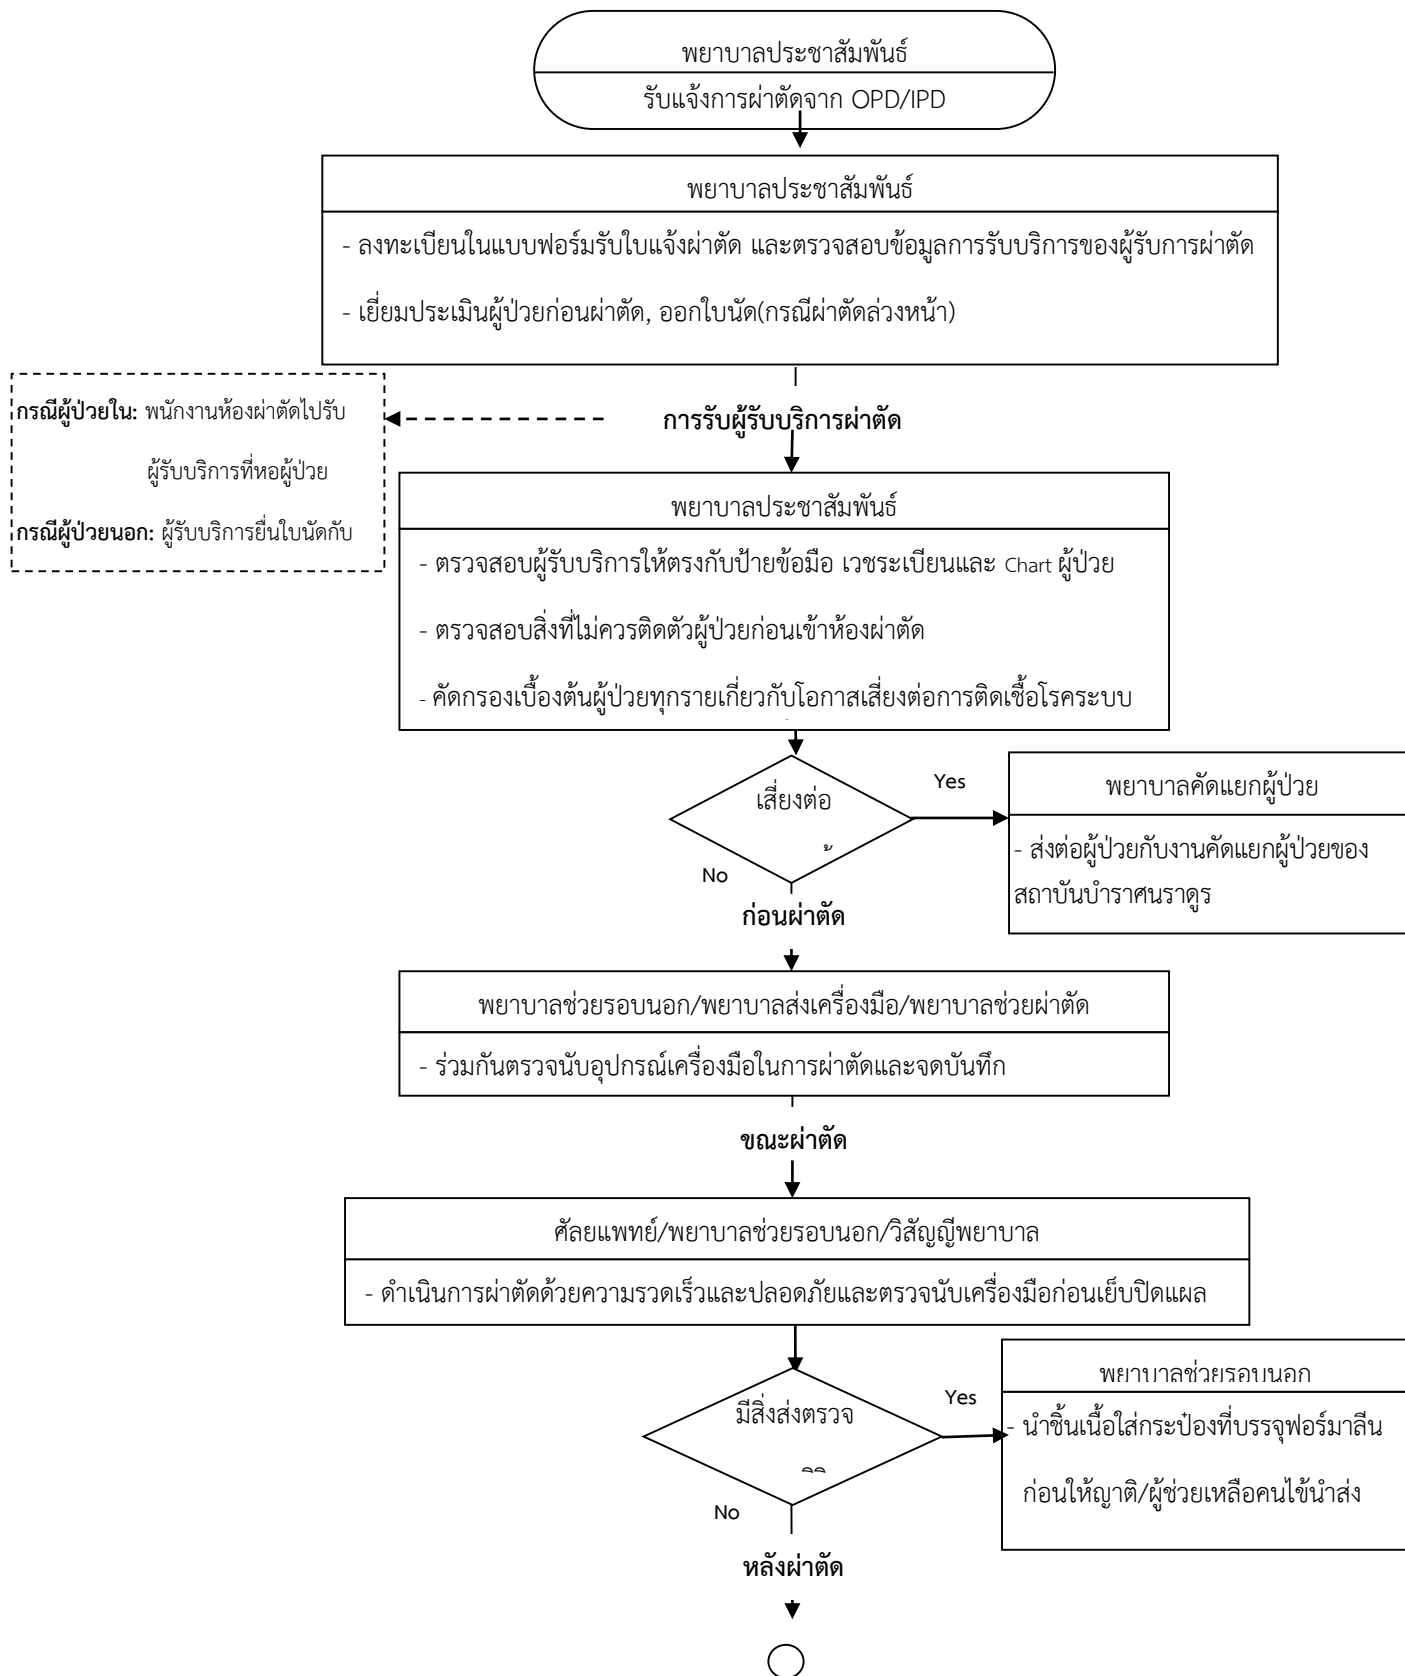 พยาบาลประชาสัมพันธ์
รับแจ้งการผ่าตัดจาก OPD/IPD
พยาบาลประชาสัมพันธ์
- ลงทะเบียนในแบบฟอร์มรับใบแจ้งผ่าตัด และตรวจสอบข้อมูลการรับบริการของผู้รับการผ่าตัด
- เยี่ยมประเมินผู้ป่วยก่อนผ่าตัด, ออกใบนัด(กรณีผ่าตัดล่วงหน้า)
การรับผู้รับบริการผ่าตัด
กรณีผู้ป่วยใน: พนักงานห้องผ่าตัดไปรับ
ผู้รับบริการที่หอผู้ป่วย
กรณีผู้ป่วยนอก: ผู้รับบริการยื่นใบนัดกับ
พยาบาลประชาสัมพันธ์
- ตรวจสอบผู้รับบริการให้ตรงกับป้ายข้อมือ เวชระเบียนและ Chart ผู้ป่วย
- ตรวจสอบสิ่งที่ไม่ควรติดตัวผู้ป่วยก่อนเข้าห้องผ่าตัด
- คัดกรองเบื้องต้นผู้ป่วยทุกรายเกี่ยวกับโอกาสเสี่ยงต่อการติดเชื้อโรคระบบ
เสี่ยงต่อ
Yes
พยาบาลคัดแยกผู้ป่วย
- ส่งต่อผู้ป่วยกับงานคัดแยกผู้ป่วยของ
สถาบันบำราศนราดูร
No
ก่อนผ่าตัด
พยาบาลช่วยรอบนอก/พยาบาลส่งเครื่องมือ/พยาบาลช่วยผ่าตัด
- ร่วมกันตรวจนับอุปกรณ์เครื่องมือในการผ่าตัดและจดบันทึก
ขณะผ่าตัด
ศัลยแพทย์/พยาบาลช่วยรอบนอก/วิสัญญีพยาบาล
- ดำเนินการผ่าตัดด้วยความรวดเร็วและปลอดภัยและตรวจนับเครื่องมือก่อนเย็บปิดแผล
มีสิ่งส่งตรวจ
Yes
พยาบาลช่วยรอบนอก
- นำชิ้นเนื้อใส่กระป๋องที่บรรจุฟอร์มาลีน
ก่อนให้ญาติ/ผู้ช่วยเหลือคนไข้นำส่ง
No
หลังผ่าตัด